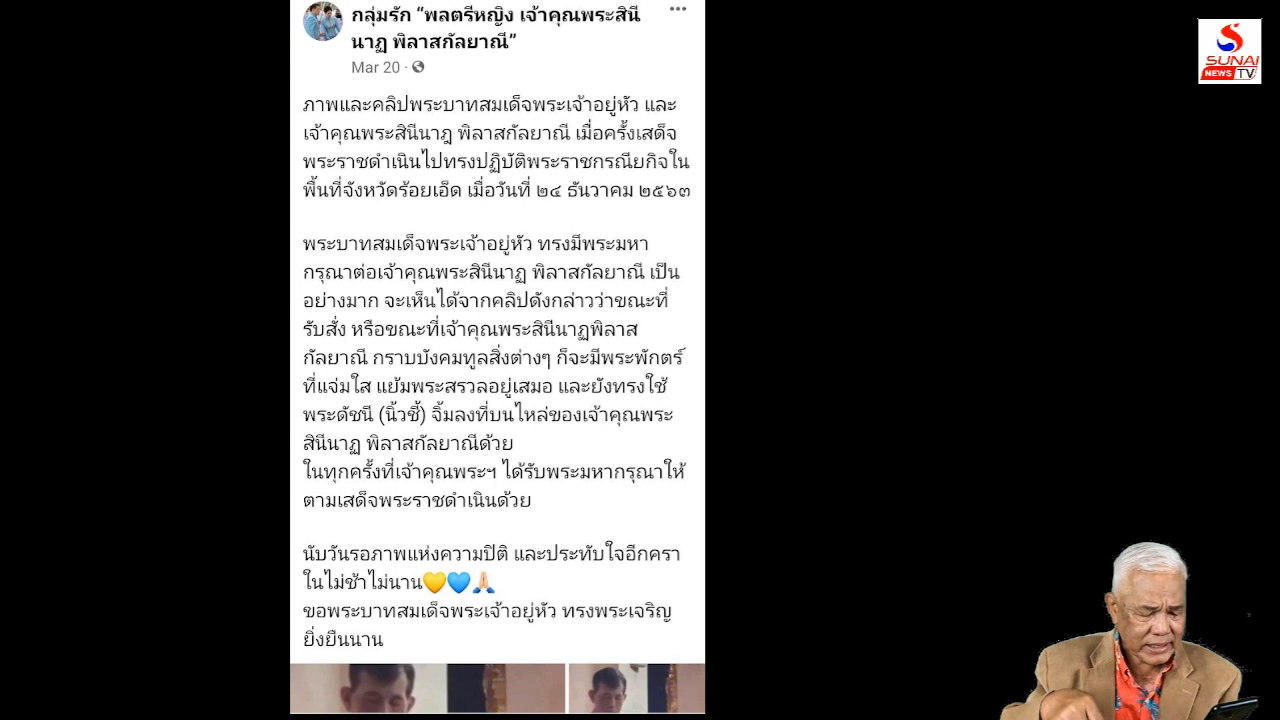 กลุ่มรัก “พลตรีหญิง เจ้าคุณพระสินี
นาฏ พิลาสกัลยาณี”
Mar 20 ·
ภาพและคลิปพระบาทสมเด็จพระเจ้าอยู่หัว และ
เจ้าคุณพระสินีนาฎ พิลาสกัลยาณี เมื่อครั้งเสด็จ
พระราชดำเนินไปทรงปฏิบัติพระราชกรณียกิจใน
พื้นที่จังหวัดร้อยเอ็ด เมื่อวันที่ ๒๔ ธันวาคม ๒๕๖๓
พระบาทสมเด็จพระเจ้าอยู่หัว ทรงมีพระมหา
กรุณาต่อเจ้าคุณพระสินีนาฏ พิลาสกัลยาณี เป็น
อย่างมาก จะเห็นได้จากคลิปดังกล่าวว่าขณะที่
รับสั่ง หรือขณะที่เจ้าคุณพระสินีนาฏพิลาส
กัลยาณี กราบบังคมทูลสิ่งต่างๆ ก็จะมีพระพักตร์
ที่แจ่มใส แย้มพระสรวลอยู่เสมอ และยังทรงใช้
พระดัชนี (นิ้วชี้) จิ้มลงที่บนไหล่ของเจ้าคุณพระ
สินีนาฏ พิลาสกัลยาณีด้วย
ในทุกครั้งที่เจ้าคุณพระฯ ได้รับพระมหากรุณาให้
ตามเสด็จพระราชดำเนินด้วย
นับวันรอภาพแห่งความปิติ และประทับใจอีกครา
ในไม่ช้าไม่นาน💛💙🙏🏻
ขอพระบาทสมเด็จพระเจ้าอยู่หัว ทรงพระเจริญ
ยิ่งยืนนาน
SUNAI
NEWS TV